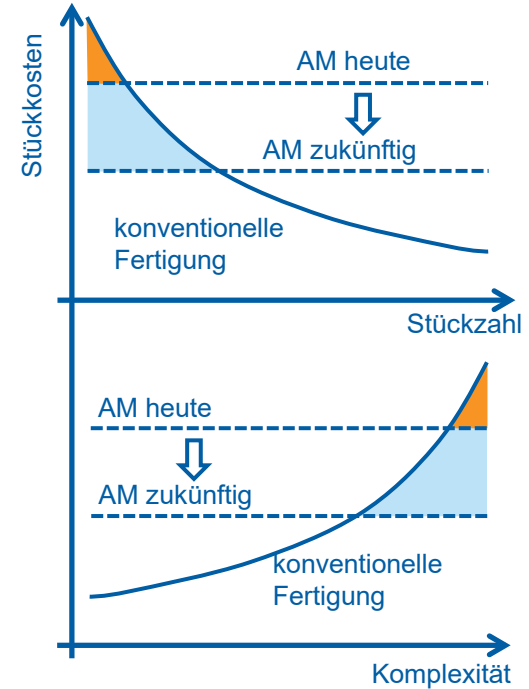 Stückkosten
AM heute
AM zukünftig
konventionelle
Fertigung
Stückzahl
AM heute
AM zukünftig
konventionelle
Fertigung
Komplexität